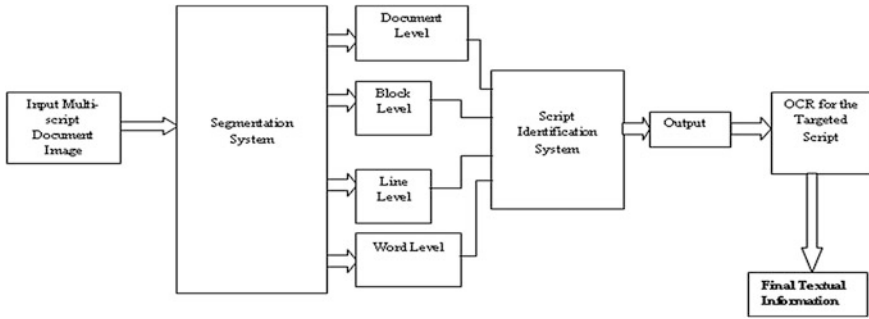 Input Multi-
script
Document
Image
Segmentation
System
Document
Level
Block
Level
Line
Level
Word Level
Script
Identification
System
Output
OCR for the
Targeted
Script
Final Textual
Information